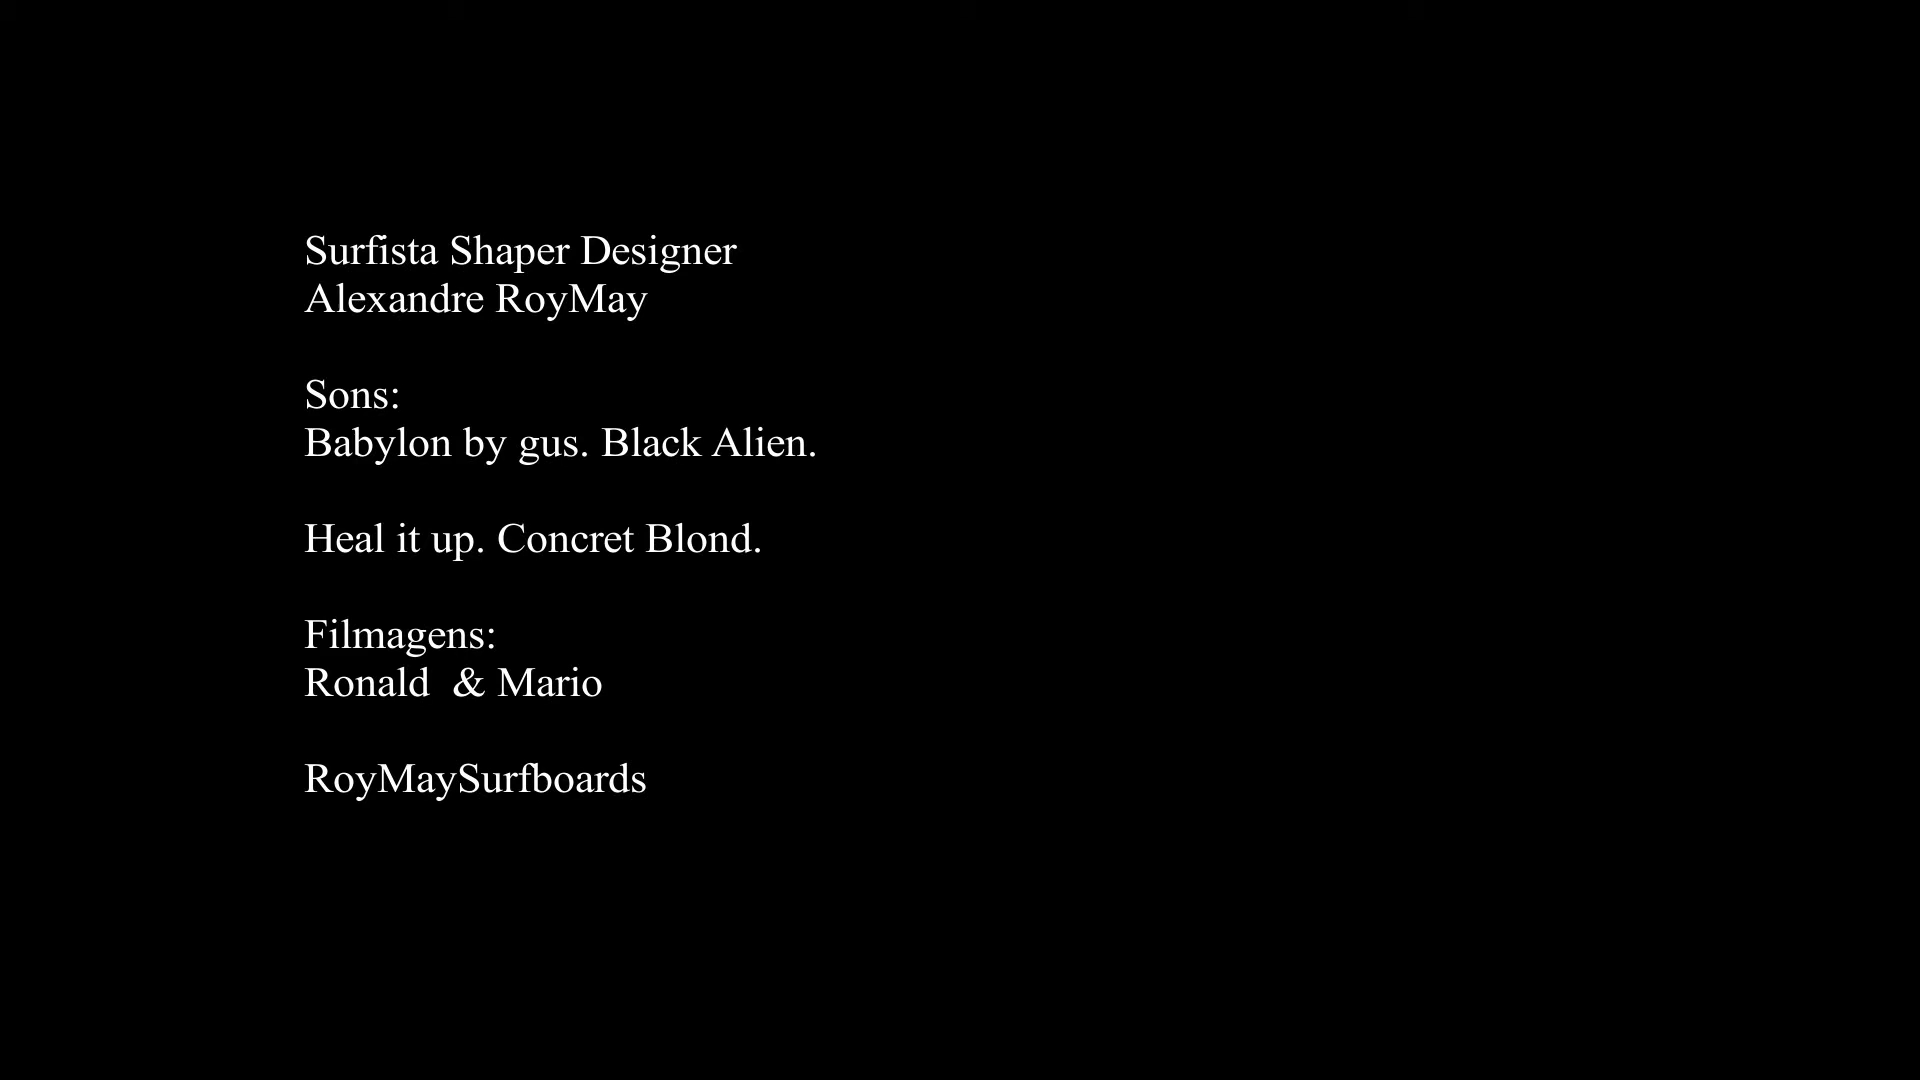 Surfista Shaper Designer
Alexandre RoyMay
Sons:
Babylon by gus. Black Alien.
Heal it up. Concret Blond.
Filmagens:
Ronald  & Mario
RoyMaySurfboards